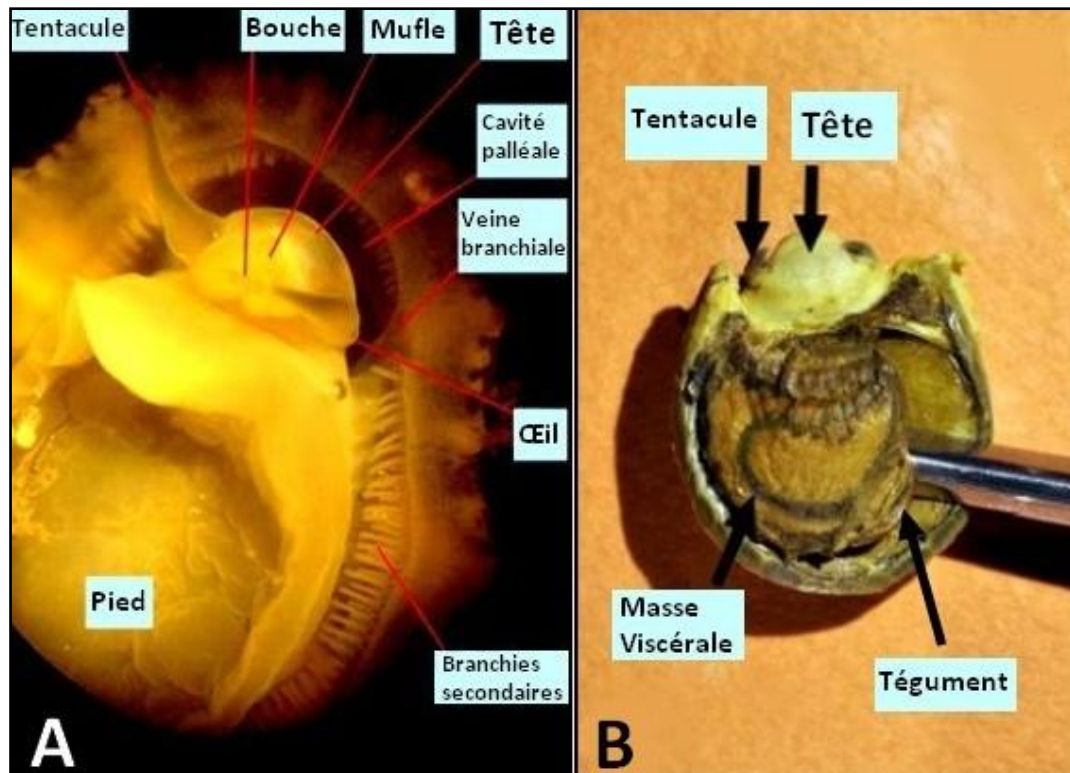 Tentacule
Bouche
Mufle
Tête
Cavité
palléale
Veine
branchiale
Œil
Pied
Branchies
secondaires
A
Tentacule
Tête
Masse
Viscérale
Tégument
B